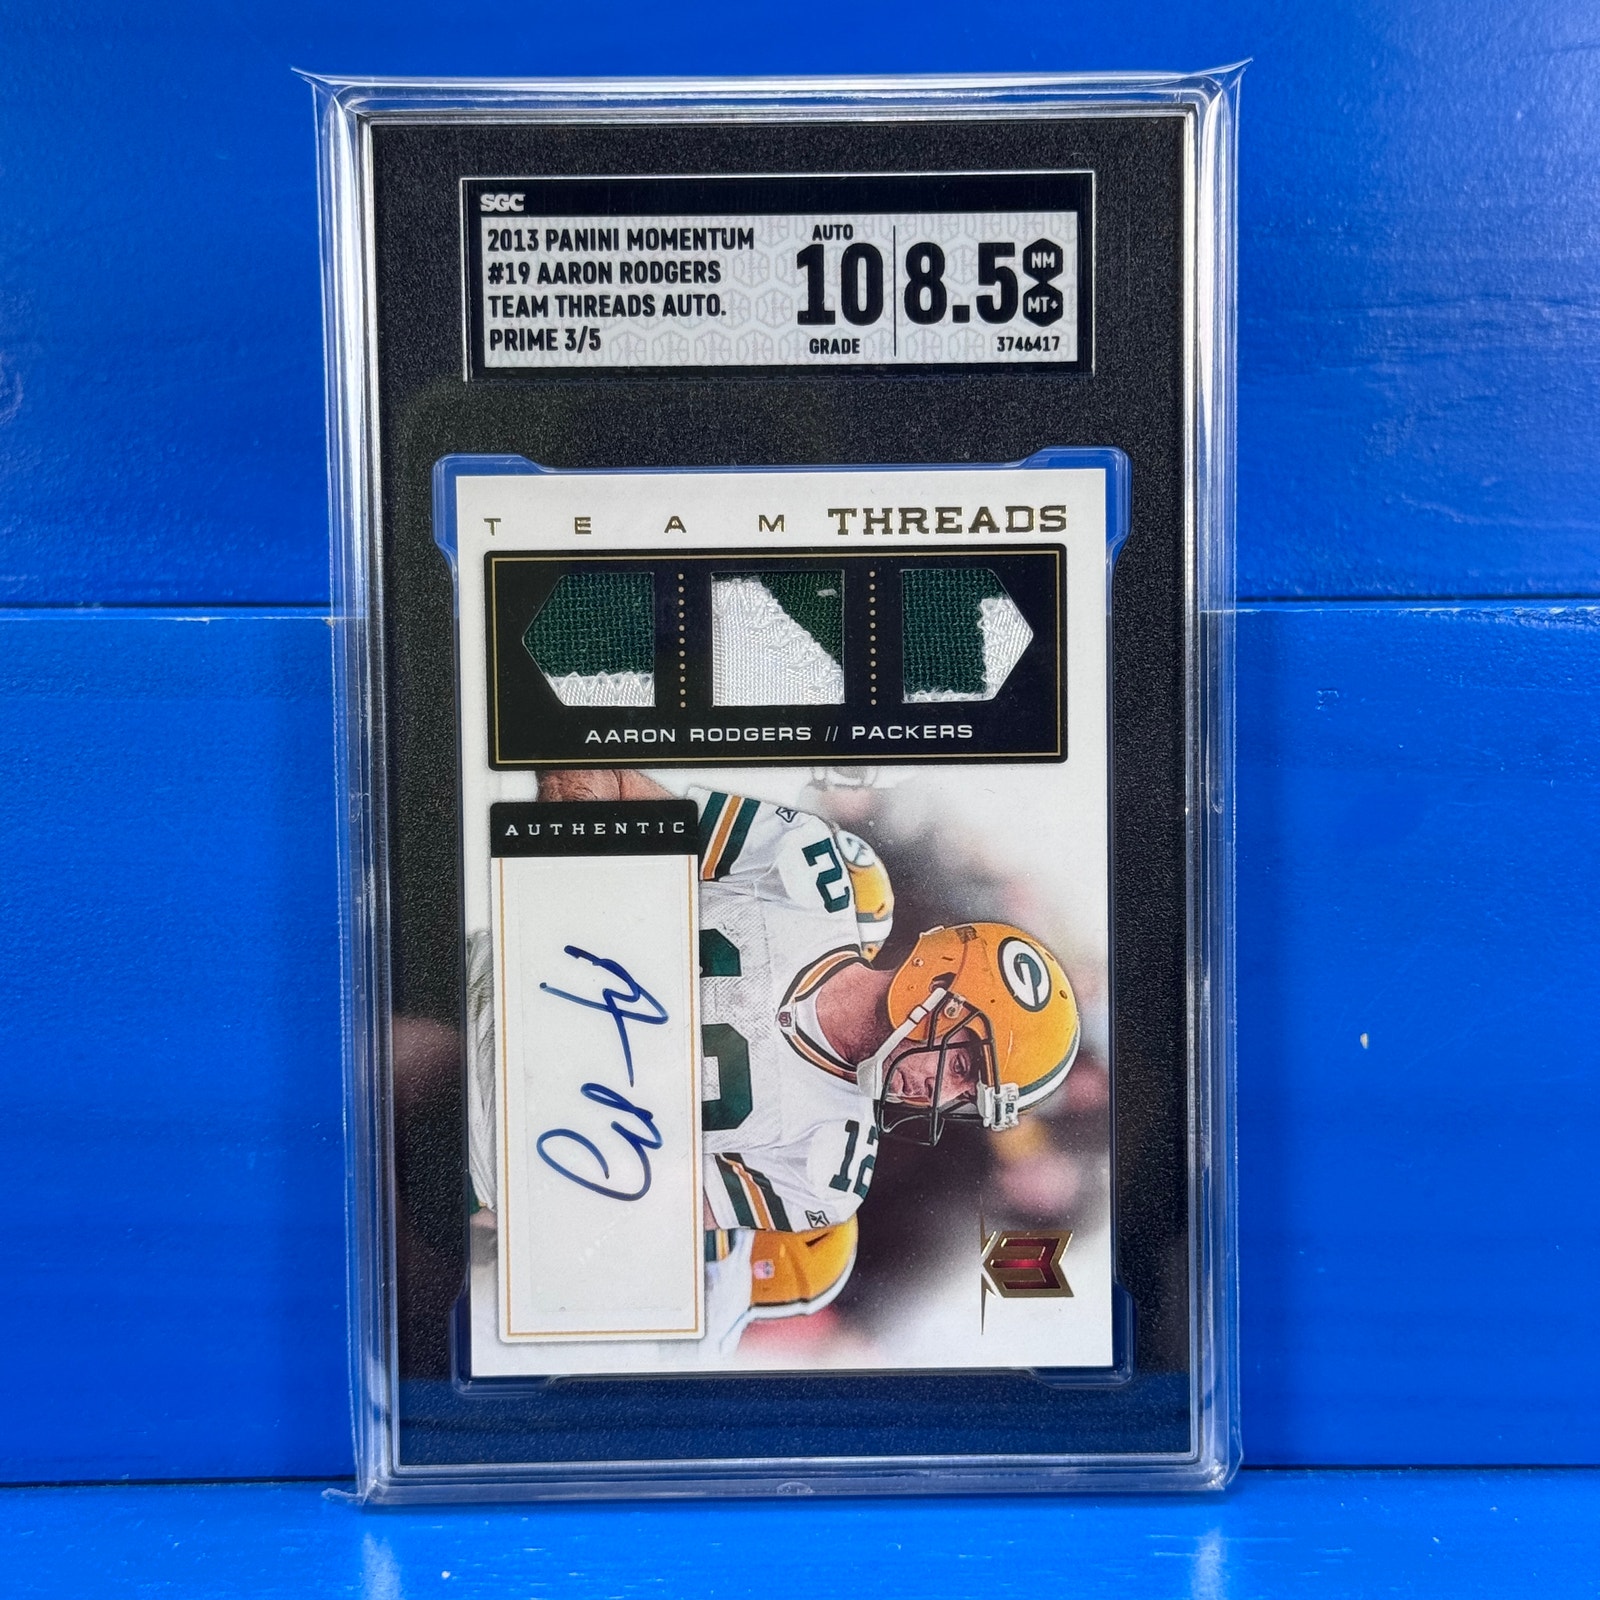 SGC
2013 PANINI MOMENTUM
#19 AARON RODGERS
TEAM THREADS AUTO.
PRIME 3/5
AUTO
10
GRADE
8.5
NM
MT+
3746417
TEAM THREADS
AARON RODGERS // PACKERS
AUTHENTIC
2
12
G